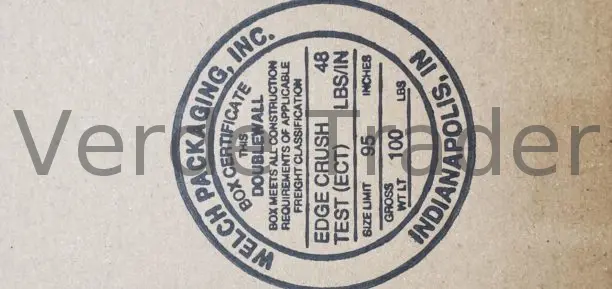 WELCH PACKAGING, INC.
BOX CERTIFICATE
THIS
DOUBLEWALL
BOX MEETS ALL CONSTRUCTION
REQUIREMENTS OF APPLICABLE
FREIGHT CLASSIFICATION
EDGE CRUSH 48
TEST (ECT) LBS/IN
SIZE LIMIT 95 INCHES
GROSS
WT LT 100 LBS
INDIANAPOLIS, IN
Trader